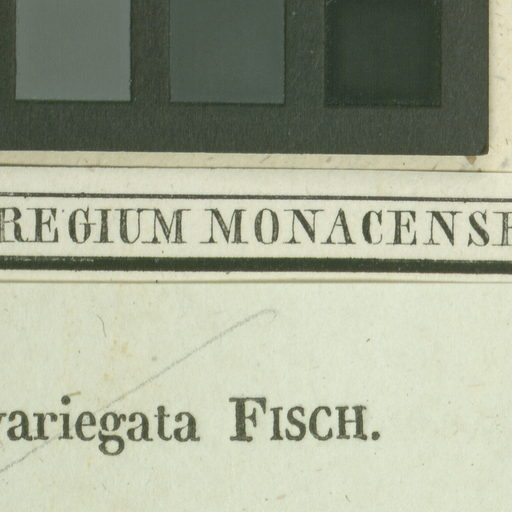 REGIUM MONACENSE
variegata FISCH.